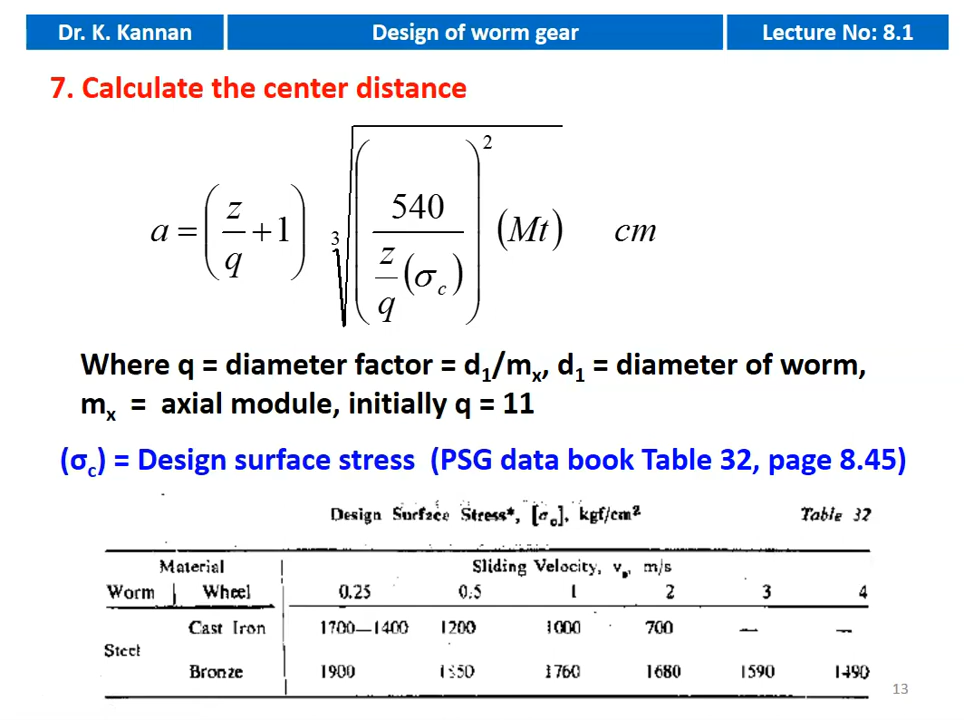 Dr. K. Kannan Design of worm gear Lecture No: 8.1
7. Calculate the center distance
a = (z/q + 1) ∛((540 / (z/q (σc)))² (Mt)) cm
Where q = diameter factor = d1/mx, d1 = diameter of worm,
mx = axial module, initially q = 11
(σc) = Design surface stress (PSG data book Table 32, page 8.45)
Design Surface Stress*, [σc], kgf/cm² Table 32
Material Sliding Velocity, vs, m/s
Worm Wheel 0.25 0.5 1 2 3 4
Cast Iron 1700—1400 1200 1000 700 — —
Steel
Bronze 1900 1850 1760 1680 1590 1490
13